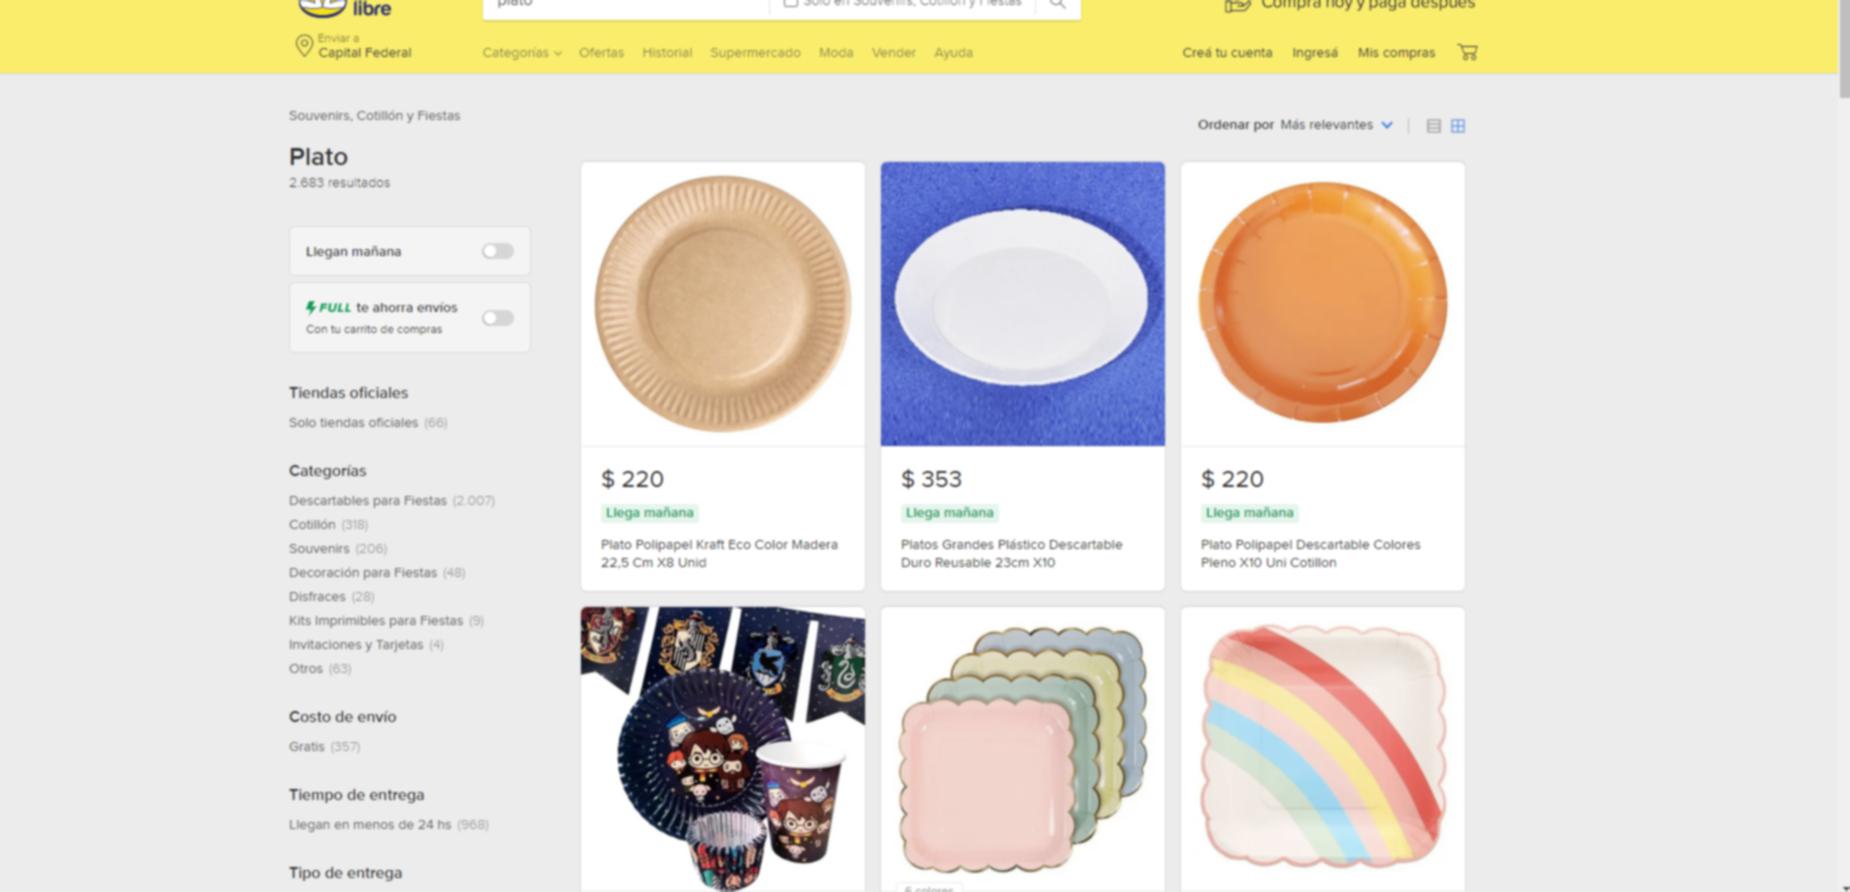 libre
plato
Solo en Souvenirs, Cotillón y Fiestas
Compra hoy y paga después
Enviar a
Capital Federal
Categorías
Ofertas
Historial
Supermercado
Moda
Vender
Ayuda
Creá tu cuenta
Ingresá
Mis compras
Souvenirs, Cotillón y Fiestas
Ordenar por Más relevantes
Plato
2.683 resultados
Llegan mañana
FULL te ahorra envíos
Con tu carrito de compras
Tiendas oficiales
Solo tiendas oficiales (66)
Categorías
Descartables para Fiestas (2.007)
Cotillón (318)
Souvenirs (206)
Decoración para Fiestas (48)
Disfraces (28)
Kits Imprimibles para Fiestas (9)
Invitaciones y Tarjetas (4)
Otros (63)
Costo de envío
Gratis (357)
Tiempo de entrega
Llegan en menos de 24 hs (968)
Tipo de entrega
$ 220
Llega mañana
Plato Polipapel Kraft Eco Color Madera
22,5 Cm X8 Unid
$ 353
Llega mañana
Platos Grandes Plástico Descartable
Duro Reusable 23cm X10
$ 220
Llega mañana
Plato Polipapel Descartable Colores
Pleno X10 Uni Cotillon
6 colores